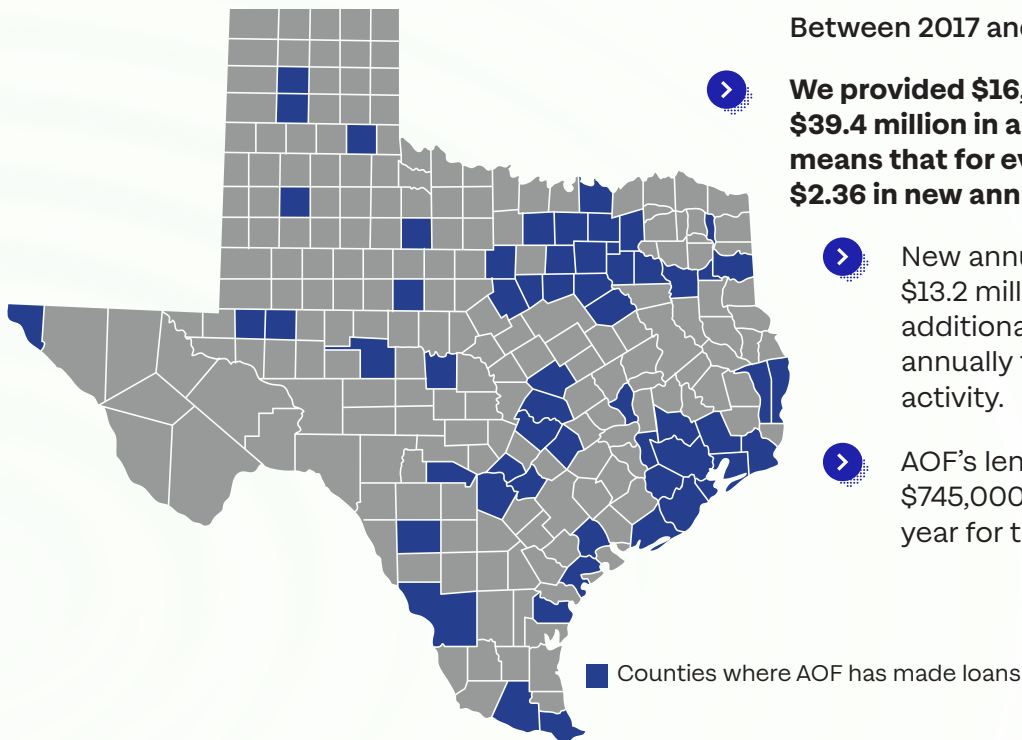 Between 2017 and
We provided $16,
$39.4 million in a
means that for ev
$2.36 in new ann
New annu
$13.2 mill
additiona
annually
activity.
AOF's len
$745,000
year for t
Counties where AOF has made loans